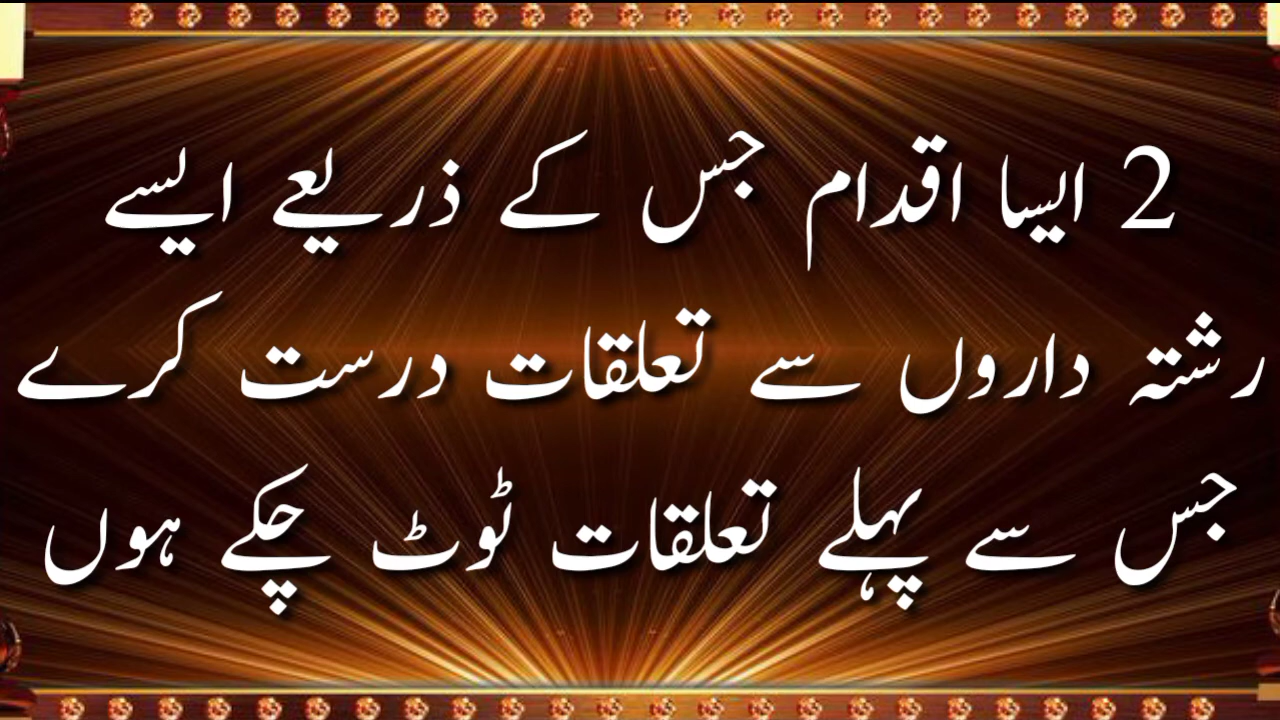 2 ایسا اقدام جس کے ذریعے ایسے
رشتہ داروں سے تعلقات درست کرے
جس سے پہلے تعلقات ٹوٹ چکے ہوں